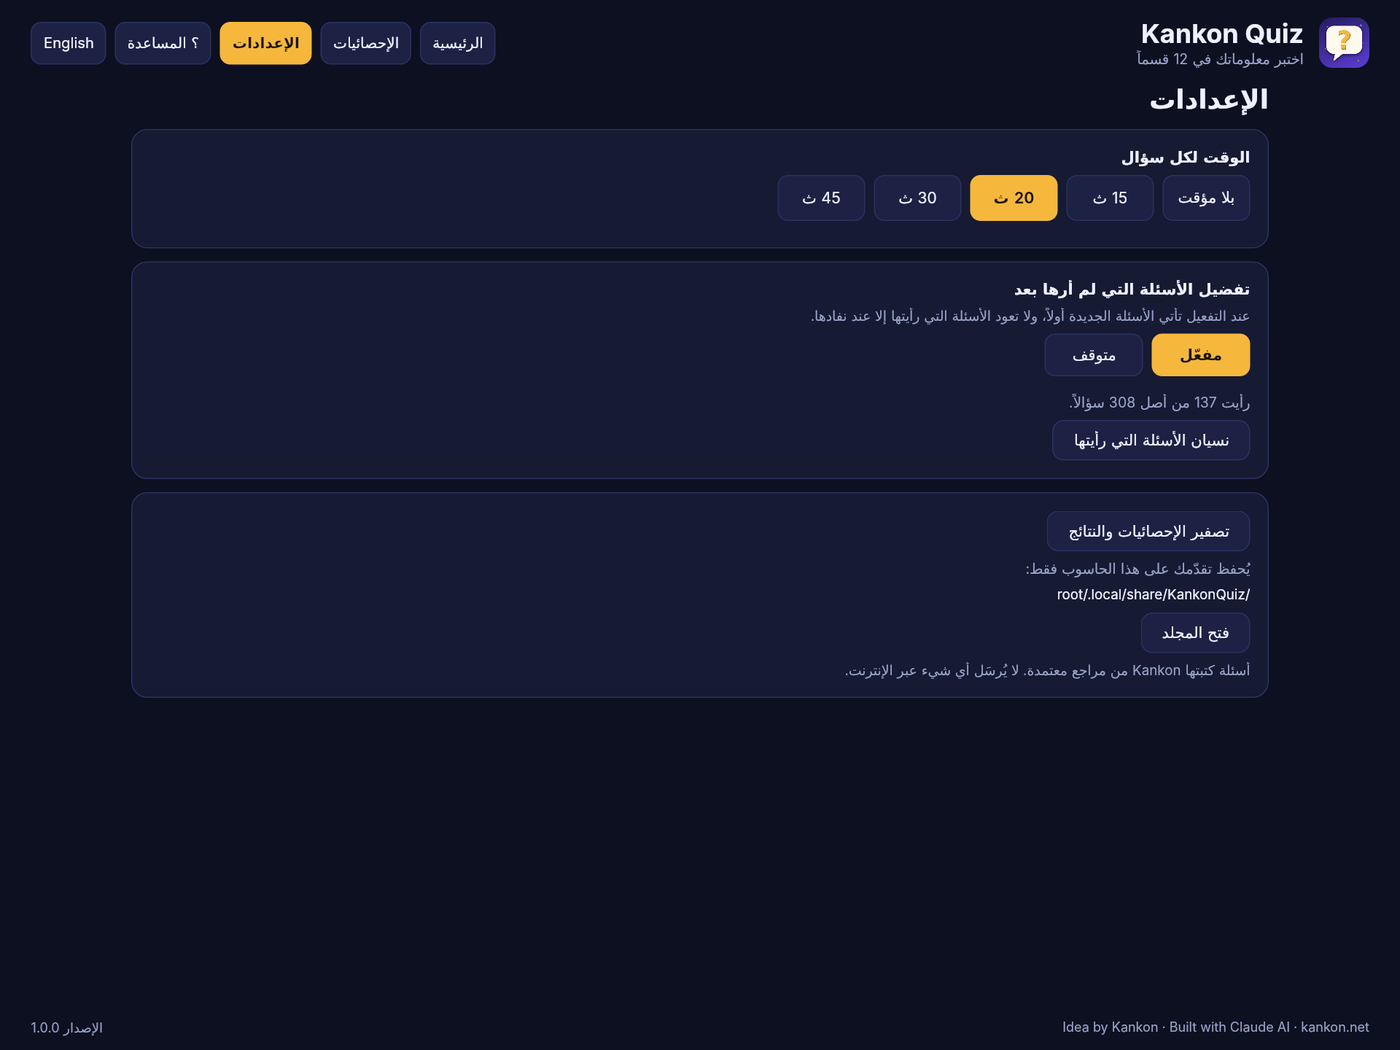 Kankon Quiz
اختبر معلوماتك في 12 قسماً
الرئيسية
الإحصائيات
الإعدادات
؟ المساعدة
English
الإعدادات
الوقت لكل سؤال
بلا مؤقت
15 ث
20 ث
30 ث
45 ث
تفضيل الأسئلة التي لم أرها بعد
عند التفعيل تأتي الأسئلة الجديدة أولاً، ولا تعود الأسئلة التي رأيتها إلا عند نفادها.
مفعّل
متوقف
رأيت 137 من أصل 308 سؤالاً.
نسيان الأسئلة التي رأيتها
تصفير الإحصائيات والنتائج
يُحفظ تقدّمك على هذا الحاسوب فقط:
root/.local/share/KankonQuiz/
فتح المجلد
أسئلة كتبتها Kankon من مراجع معتمدة. لا يُرسَل أي شيء عبر الإنترنت.
Idea by Kankon · Built with Claude AI · kankon.net
الإصدار 1.0.0